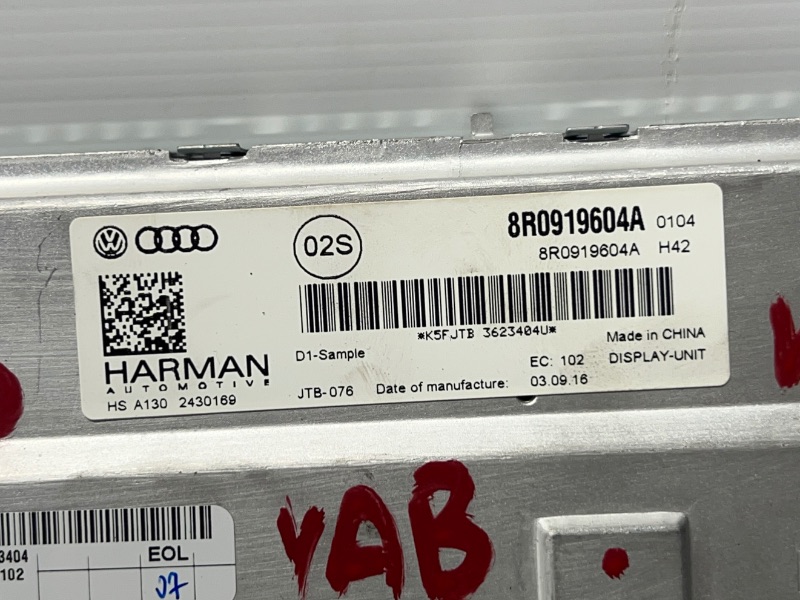 8R0919604A 0104
02S
8R0919604A H42
*K5FJTB 3623404U*
Made in CHINA
D1-Sample
EC: 102 DISPLAY-UNIT
HARMAN
AUTOMOTIVE
JTB-076 Date of manufacture: 03.09.16
HS A130 2430169
YAB
3404
EOL
102
07